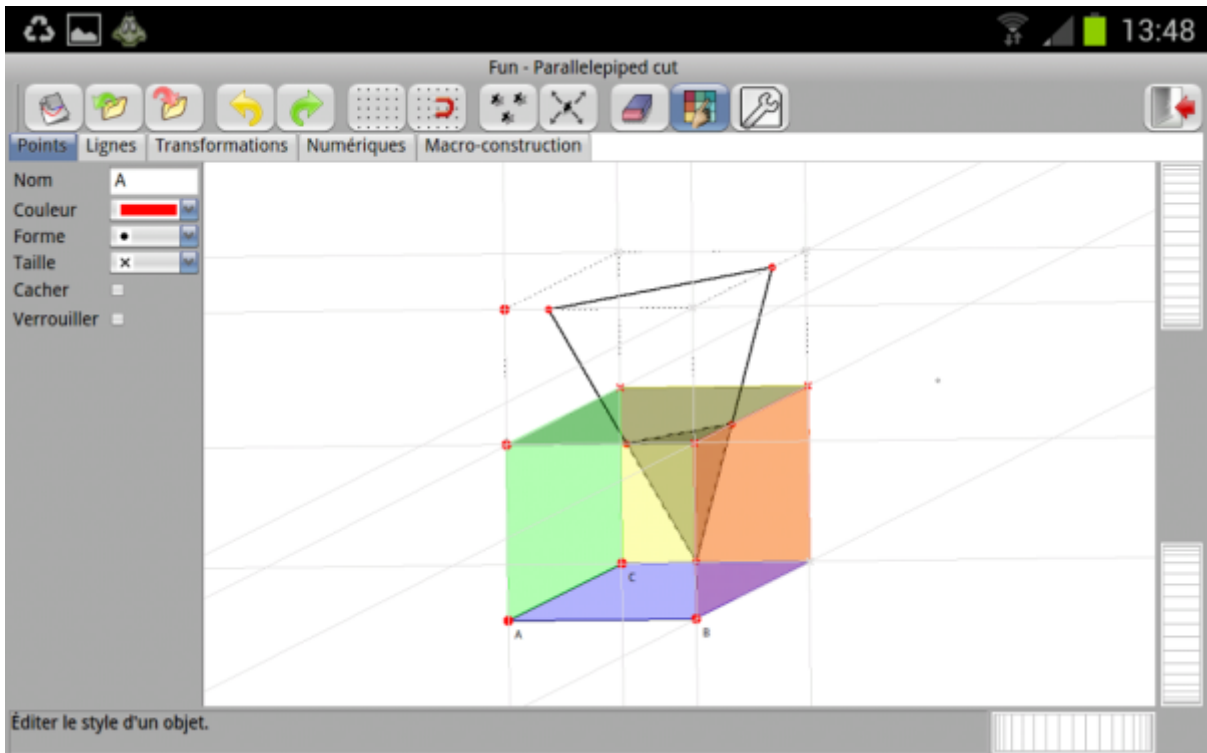 13:48
Fun - Parallelepiped cut
Points Lignes Transformations Numériques Macro-construction
Nom A
Couleur
Forme
Taille
Cacher
Verrouiller
C
A
B
Éditer le style d'un objet.